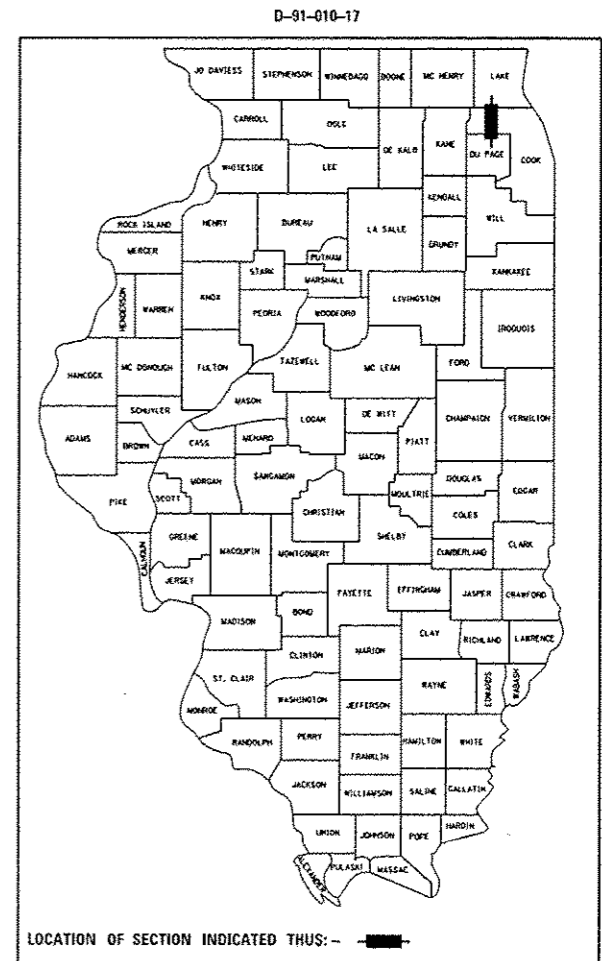 D-91-010-17
JO DAVIESS STEPHENSON WINNEBAGO BOONE MC HENRY LAKE
CARROLL OGLE DE KALB KANE DU PAGE COOK
WHITESIDE LEE
KENDALL WILL
ROCK ISLAND HENRY BUREAU LA SALLE GRUNDY
MERCER PUTNAM KANKAKEE
STARK MARSHALL
HENDERSON WARREN KNOX PEORIA WOODFORD LIVINGSTON IROQUOIS
HANCOCK MC DONOUGH FULTON TAZEWELL MC LEAN FORD
SCHUYLER MASON LOGAN DE WITT CHAMPAIGN VERMILION
ADAMS BROWN CASS MENARD PIATT
MACON
PIKE SCOTT MORGAN SANGAMON MOULTRIE DOUGLAS EDGAR
CHRISTIAN COLES
CALHOUN GREENE MACOUPIN MONTGOMERY SHELBY CUMBERLAND CLARK
JERSEY FAYETTE EFFINGHAM JASPER CRAWFORD
MADISON BOND
CLAY RICHLAND LAWRENCE
CLINTON MARION
ST. CLAIR WAYNE EDWARDS WABASH
WASHINGTON JEFFERSON
MONROE
RANDOLPH PERRY HAMILTON WHITE
FRANKLIN
JACKSON WILLIAMSON SALINE GALLATIN
UNION JOHNSON POPE HARDIN
ALEXANDER PULASKI MASSAC
LOCATION OF SECTION INDICATED THUS: -